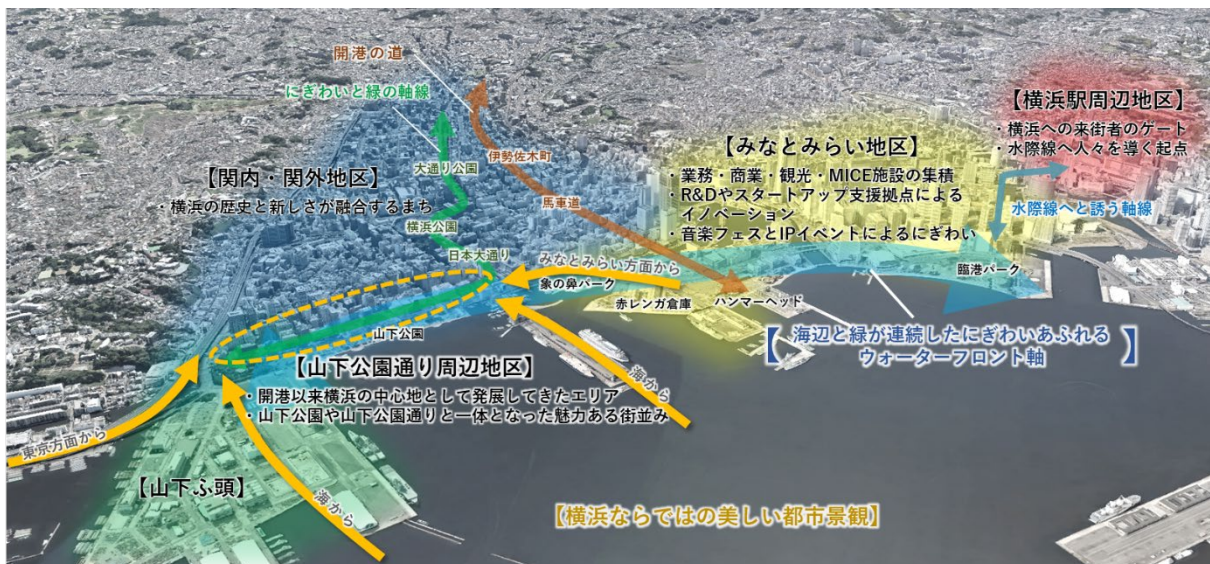 開港の道
にぎわいと緑の軸線
大通り公園
伊勢佐木町
【関内・関外地区】
・横浜の歴史と新しさが融合するまち
横浜公園
馬車道
日本大通り
【みなとみらい地区】
・業務・商業・観光・MICE施設の集積
・R&Dやスタートアップ支援拠点による
イノベーション
・音楽フェスとIPイベントによるにぎわい
【横浜駅周辺地区】
・横浜への来街者のゲート
・水際線へ人々を導く起点
水際線へと誘う軸線
みなとみらい方面から
象の鼻パーク
赤レンガ倉庫
ハンマーヘッド
臨港パーク
山下公園
【海辺と緑が連続したにぎわいあふれる
ウォーターフロント軸】
【山下公園通り周辺地区】
・開港以来横浜の中心地として発展してきたエリア
・山下公園や山下公園通りと一体となった魅力ある街並み
海から
東京方面から
【山下ふ頭】
海から
【横浜ならではの美しい都市景観】